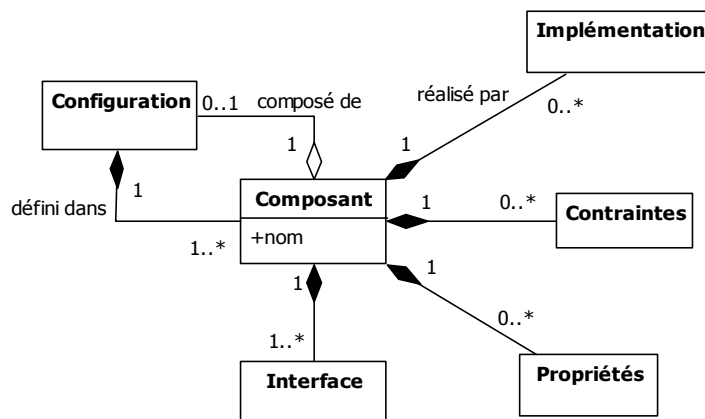 Implémentation
Configuration
0..1
composé de
réalisé par
0..*
1
1
1
défini dans
Composant
1
0..*
Contraintes
1..*
+nom
1
1
0..*
1..*
Interface
Propriétés